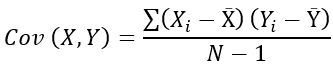 Cov (X, Y) = ∑(Xᵢ − X̄) (Yᵢ − Ȳ) / N − 1